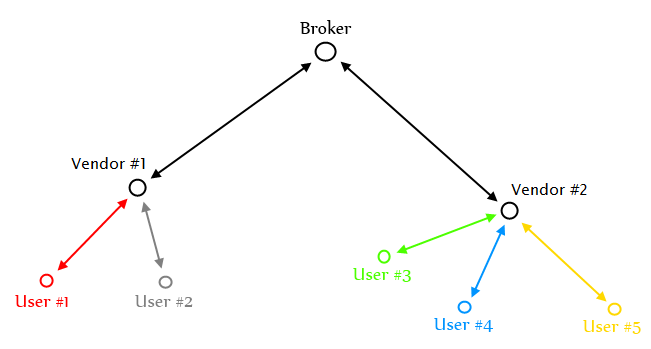 Broker
Vendor #1
Vendor #2
User #1
User #2
User #3
User #4
User #5